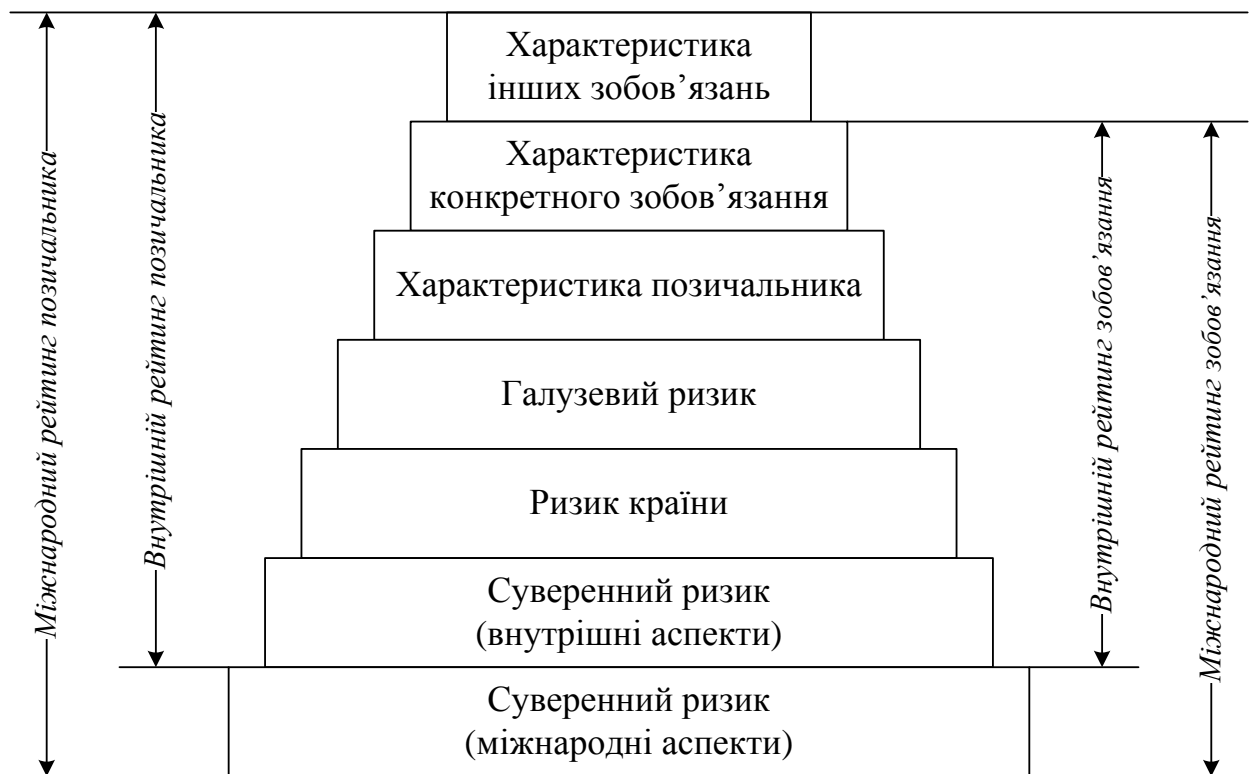 Характеристика
інших зобов’язань
Характеристика
конкретного зобов’язання
Характеристика позичальника
Галузевий ризик
Ризик країни
Суверенний ризик
(внутрішні аспекти)
Суверенний ризик
(міжнародні аспекти)
Міжнародний рейтинг позичальника
Внутрішній рейтинг позичальника
Внутрішній рейтинг зобов’язання
Міжнародний рейтинг зобов’язання